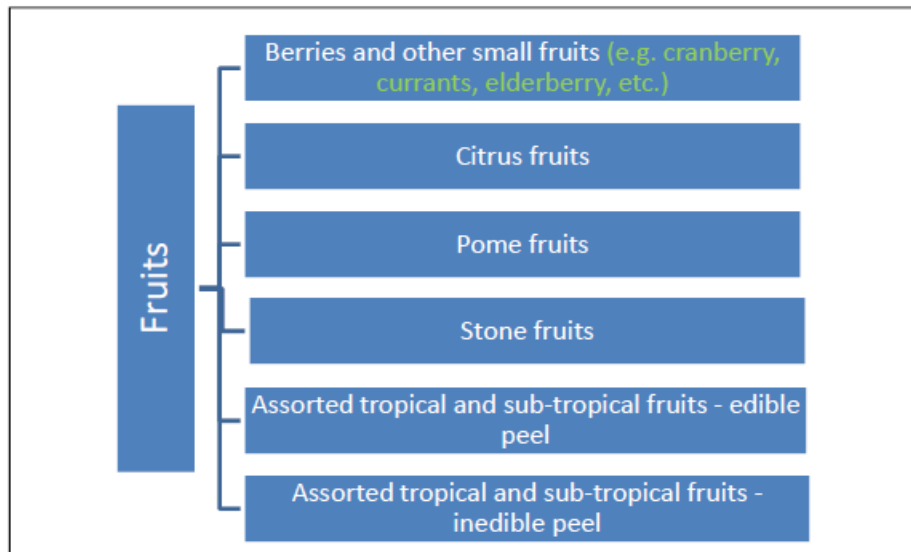 Fruits
Berries and other small fruits (e.g. cranberry,
currants, elderberry, etc.)
Citrus fruits
Pome fruits
Stone fruits
Assorted tropical and sub-tropical fruits - edible
peel
Assorted tropical and sub-tropical fruits -
inedible peel